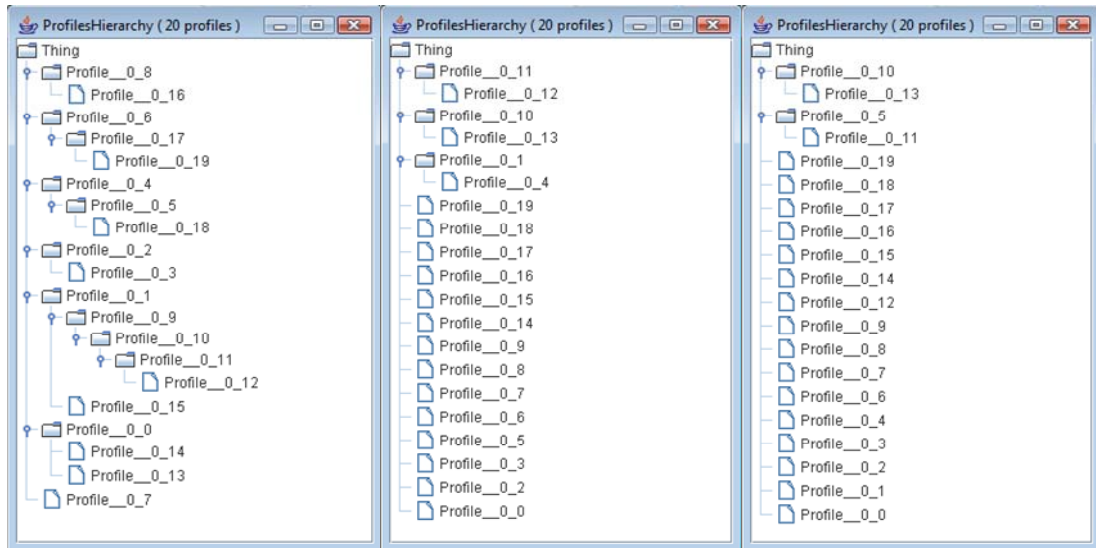 ProfilesHierarchy ( 20 profiles )
Thing
Profile__0_8
Profile__0_16
Profile__0_6
Profile__0_17
Profile__0_19
Profile__0_4
Profile__0_5
Profile__0_18
Profile__0_2
Profile__0_3
Profile__0_1
Profile__0_9
Profile__0_10
Profile__0_11
Profile__0_12
Profile__0_15
Profile__0_0
Profile__0_14
Profile__0_13
Profile__0_7
ProfilesHierarchy ( 20 profiles )
Thing
Profile__0_11
Profile__0_12
Profile__0_10
Profile__0_13
Profile__0_1
Profile__0_4
Profile__0_19
Profile__0_18
Profile__0_17
Profile__0_16
Profile__0_15
Profile__0_14
Profile__0_9
Profile__0_8
Profile__0_7
Profile__0_6
Profile__0_5
Profile__0_3
Profile__0_2
Profile__0_0
ProfilesHierarchy ( 20 profiles )
Thing
Profile__0_10
Profile__0_13
Profile__0_5
Profile__0_11
Profile__0_19
Profile__0_18
Profile__0_17
Profile__0_16
Profile__0_15
Profile__0_14
Profile__0_12
Profile__0_9
Profile__0_8
Profile__0_7
Profile__0_6
Profile__0_4
Profile__0_3
Profile__0_2
Profile__0_1
Profile__0_0